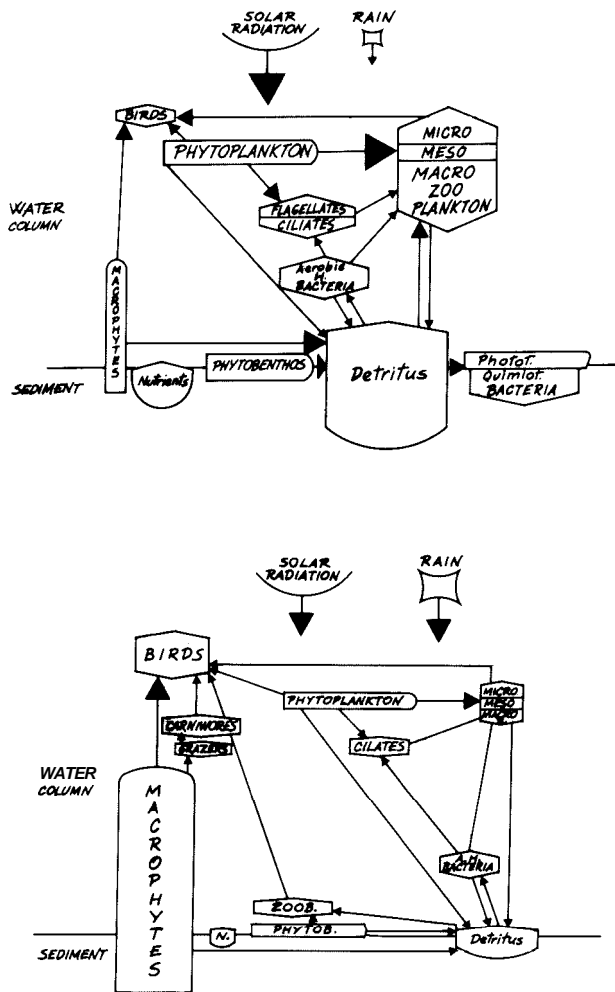 SOLAR
RADIATION
RAIN
BIRDS
PHYTOPLANKTON
MICRO
MESO
MACRO
ZOO
PLANKTON
WATER
COLUMN
FLAGELLATES
CILIATES
Aerobic
H.
BACTERIA
MACROPHYTES
SEDIMENT
Nutrients
PHYTOBENTHOS
Detritus
Photot.
Quimiot.
BACTERIA
SOLAR
RADIATION
RAIN
BIRDS
PHYTOPLANKTON
MICRO
MESO
MACRO
CARNIVORES
GRAZERS
CILATES
WATER
COLUMN
MACROPHYTES
A.H.
BACTERIA
ZOOB.
N.
PHYTOB.
Detritus
SEDIMENT